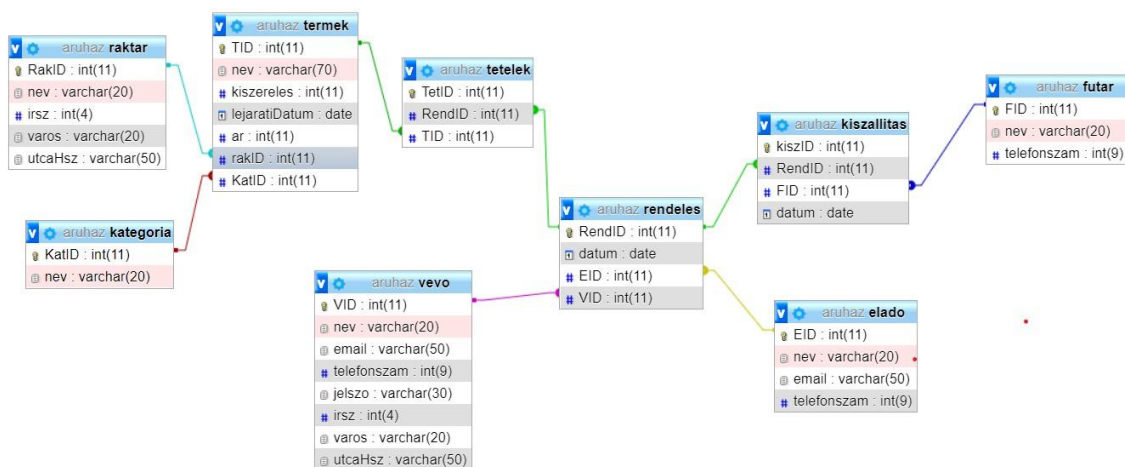 aruhaz raktar
RakID : int(11)
nev : varchar(20)
irsz : int(4)
varos : varchar(20)
utcaHsz : varchar(50)
aruhaz termek
TID : int(11)
nev : varchar(70)
kiszereles : int(11)
lejaratiDatum : date
ar : int(11)
rakID : int(11)
KatID : int(11)
aruhaz tetelek
TetID : int(11)
RendID : int(11)
TID : int(11)
aruhaz kategoria
KatID : int(11)
nev : varchar(20)
aruhaz vevo
VID : int(11)
nev : varchar(20)
email : varchar(50)
telefonszam : int(9)
jelszo : varchar(30)
irsz : int(4)
varos : varchar(20)
utcaHsz : varchar(50)
aruhaz rendeles
RendID : int(11)
datum : date
EID : int(11)
VID : int(11)
aruhaz kiszallitas
kiszID : int(11)
RendID : int(11)
FID : int(11)
datum : date
aruhaz futar
FID : int(11)
nev : varchar(20)
telefonszam : int(9)
aruhaz elado
EID : int(11)
nev : varchar(20)
email : varchar(50)
telefonszam : int(9)